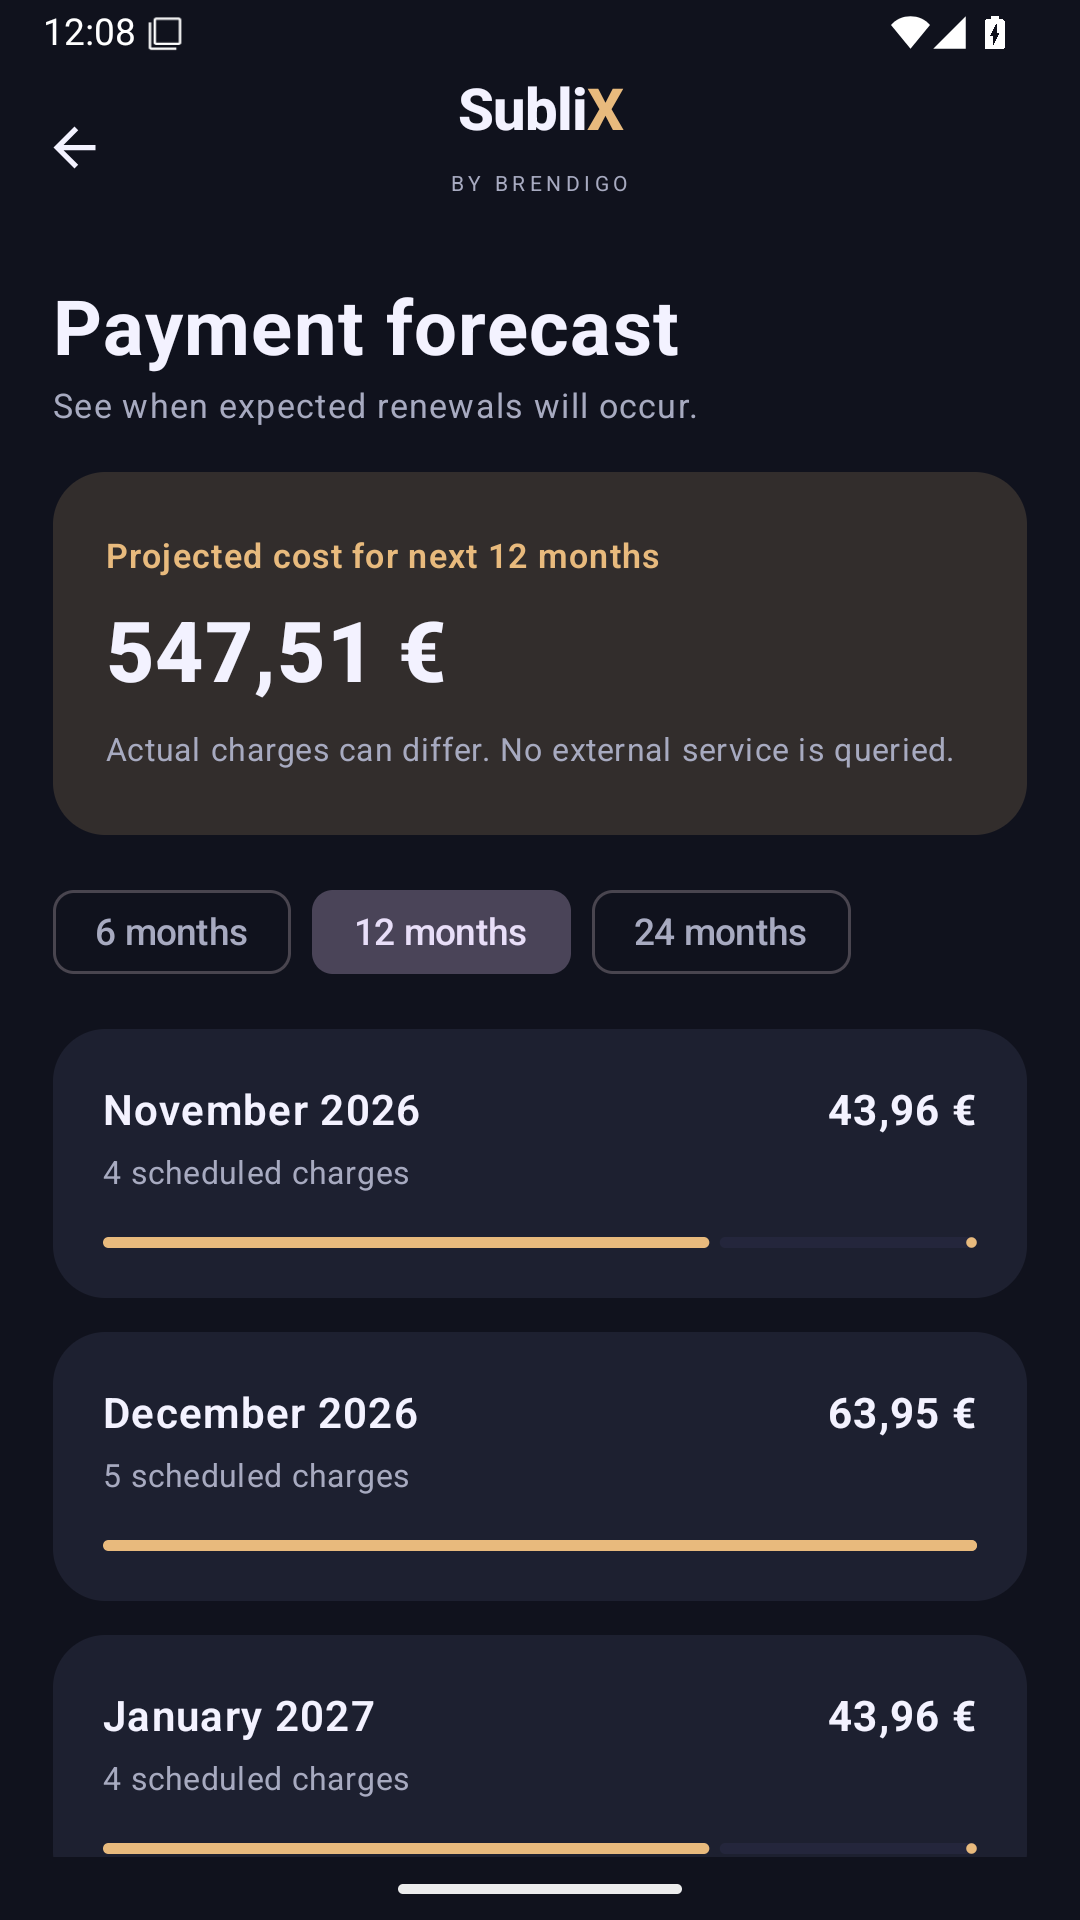 12:08
SubliX
BY BRENDIGO
Payment forecast
See when expected renewals will occur.
Projected cost for next 12 months
547,51 €
Actual charges can differ. No external service is queried.
6 months
12 months
24 months
November 2026
43,96 €
4 scheduled charges
December 2026
63,95 €
5 scheduled charges
January 2027
43,96 €
4 scheduled charges